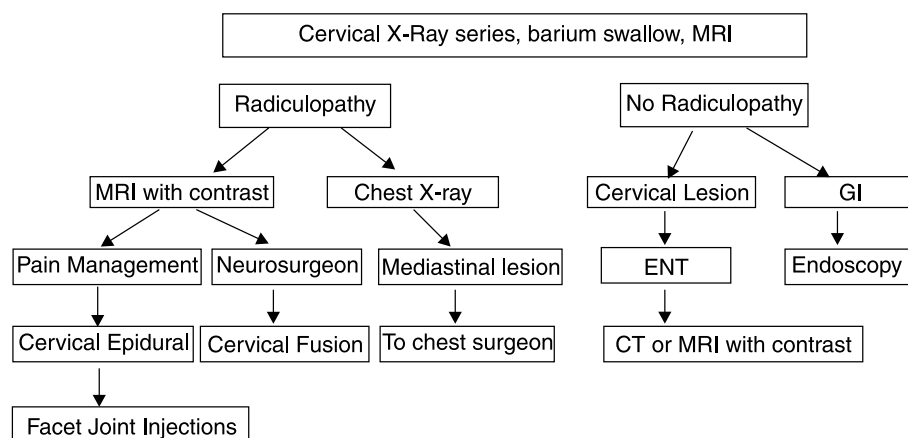 Cervical X-Ray series, barium swallow, MRI
Radiculopathy
No Radiculopathy
MRI with contrast
Chest X-ray
Cervical Lesion
GI
Pain Management
Neurosurgeon
Mediastinal lesion
ENT
Endoscopy
Cervical Epidural
Cervical Fusion
To chest surgeon
CT or MRI with contrast
Facet Joint Injections